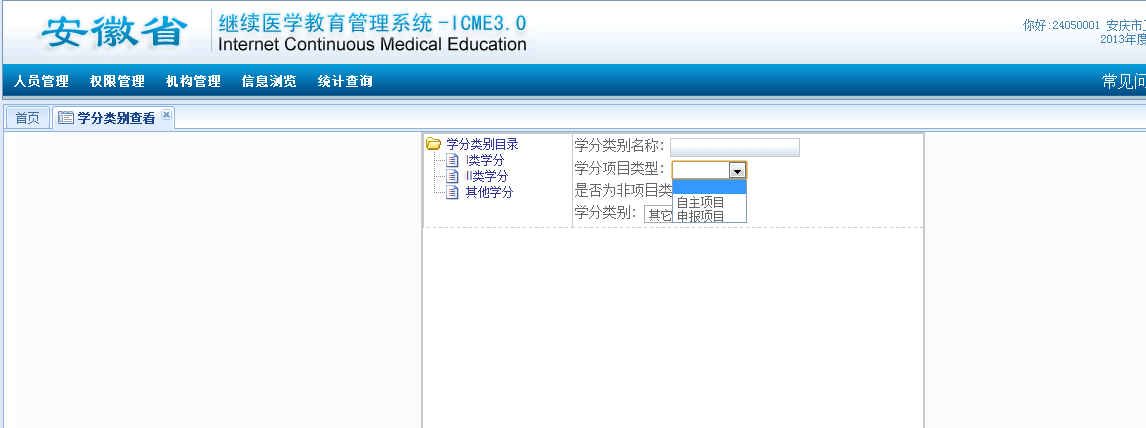 安徽省
继续医学教育管理系统-ICME3.0
Internet Continuous Medical Education
你好:24050001 安庆市
2013年度
人员管理 权限管理 机构管理 信息浏览 统计查询 常见问
首页 学分类别查看
学分类别目录
I类学分
II类学分
其他学分
学分类别名称:
学分项目类型:
是否为非项目类
自主项目
申报项目
学分类别: 其它